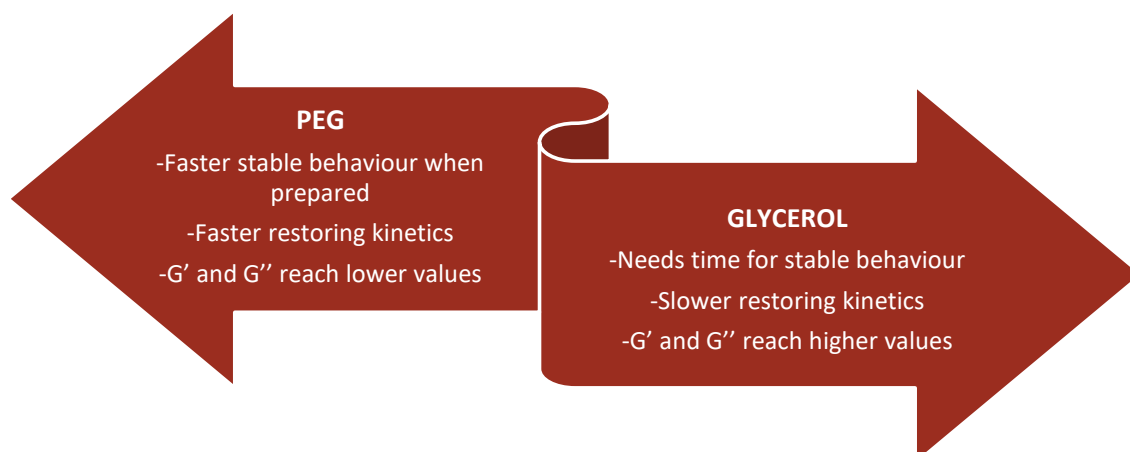 PEG
-Faster stable behaviour when
prepared
-Faster restoring kinetics
-G’ and G’’ reach lower values
GLYCEROL
-Needs time for stable behaviour
-Slower restoring kinetics
-G’ and G’’ reach higher values